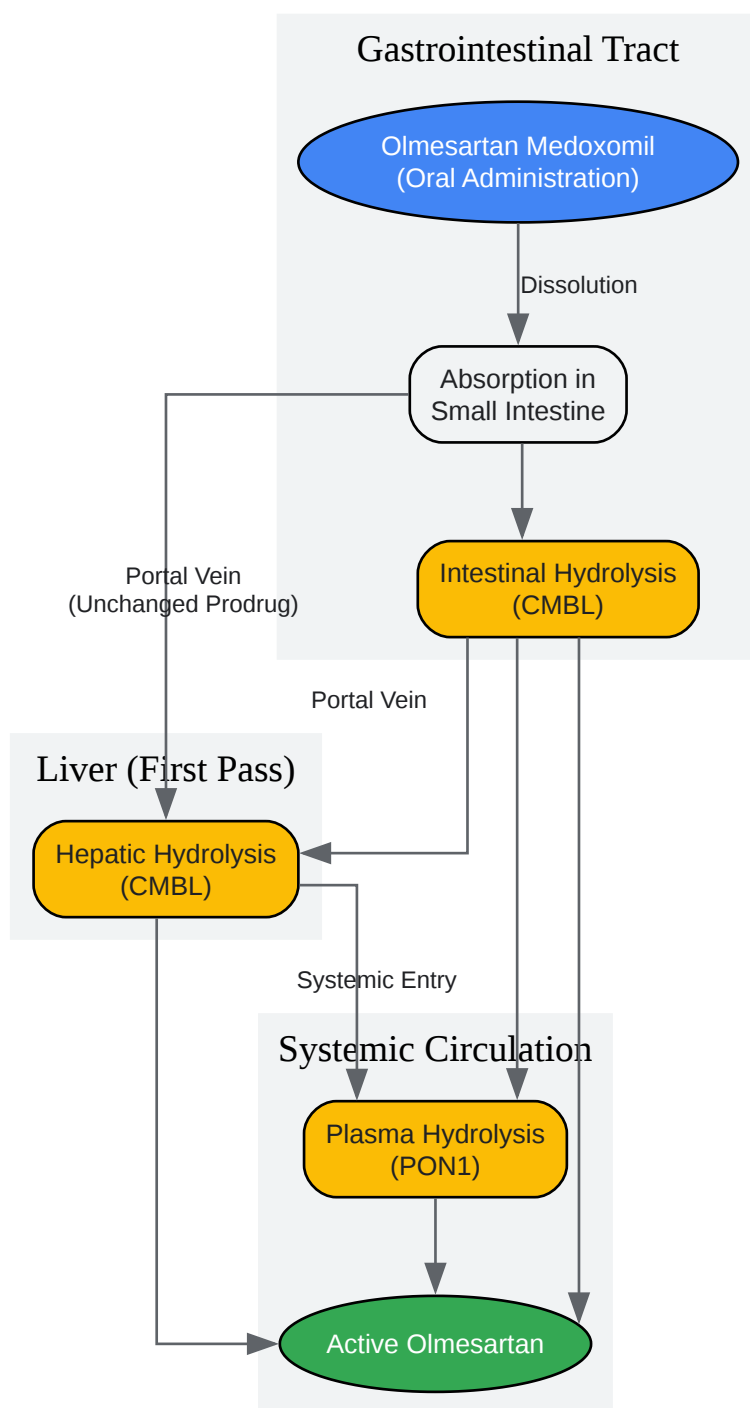 Gastrointestinal Tract
Olmesartan Medoxomil
(Oral Administration)
Dissolution
Absorption in
Small Intestine
Intestinal Hydrolysis
(CMBL)
Portal Vein
(Unchanged Prodrug)
Portal Vein
Liver (First Pass)
Hepatic Hydrolysis
(CMBL)
Systemic Entry
Systemic Circulation
Plasma Hydrolysis
(PON1)
Active Olmesartan